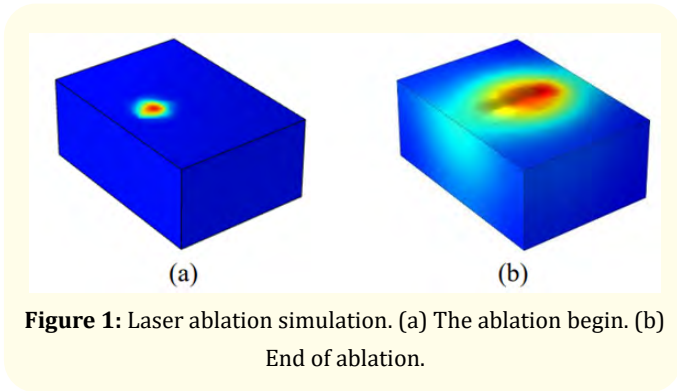 (a) (b)
Figure 1: Laser ablation simulation. (a) The ablation begin. (b)
End of ablation.